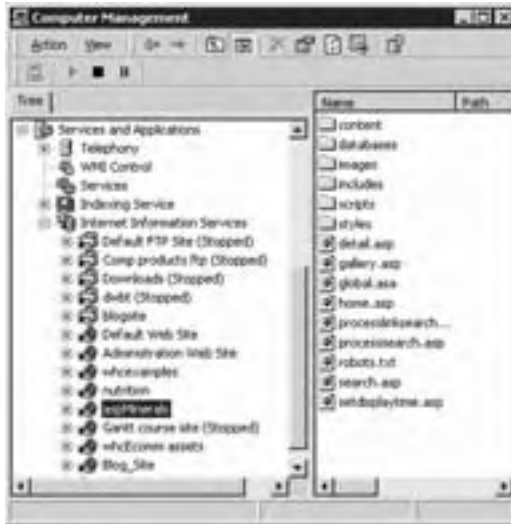 Computer Management
Action View
Tree
Services and Applications
Telephony
WMI Control
Services
Indexing Service
Internet Information Services
Default FTP Site (Stopped)
Comp products ftp (Stopped)
Downloads (Stopped)
dwbt (Stopped)
blogsite
Default Web Site
Administration Web Site
whcexamples
nutrition
aspMinerals
Gantt course site (Stopped)
whcEcomm assets
Blog_Site
Name Path
content
databases
images
includes
scripts
styles
detail.asp
gallery.asp
global.asa
home.asp
processlinksearch....
processsearch.asp
robots.txt
search.asp
setdisplaytime.asp